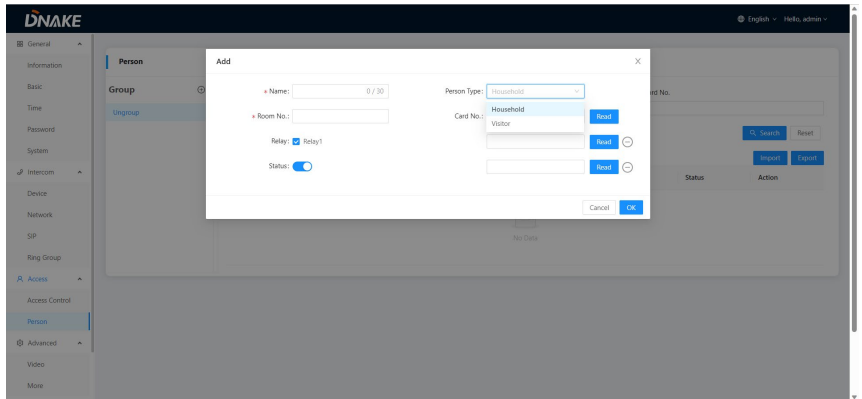 DNAKE
English Hello, admin
General
Information
Basic
Time
Password
System
Intercom
Device
Network
SIP
Ring Group
Access
Access Control
Person
Advanced
Video
More
Person
Group
Ungroup
Add
X
* Name: 0 / 30
Person Type: Household
Household
Visitor
* Room No.:
Card No.: Read
Relay: Relay1
Read
Status:
Read
Cancel OK
rd No.
Search Reset
Import Export
Status Action
No Data